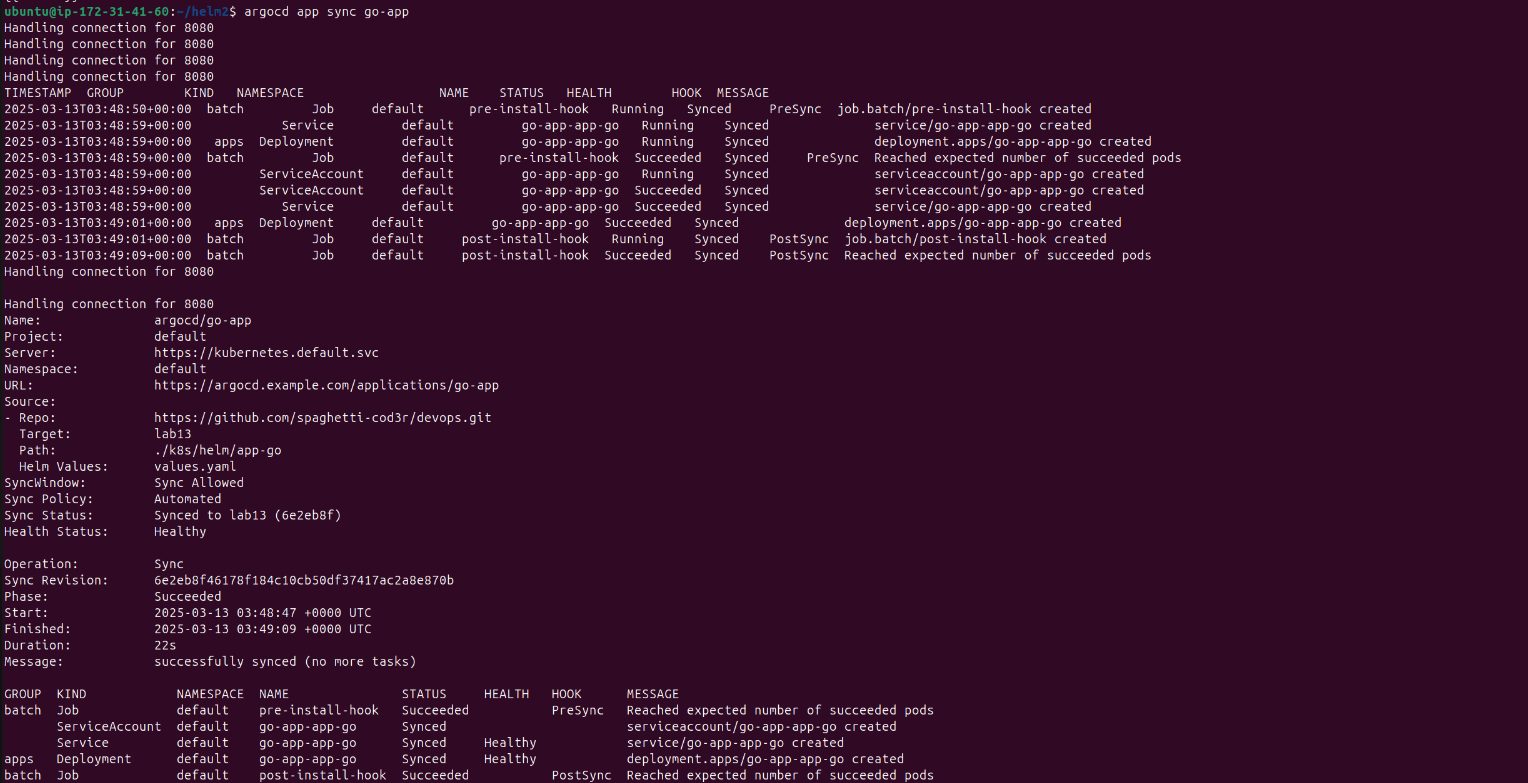 ubuntu@ip-172-31-41-60:~/helm2$ argocd app sync go-app
Handling connection for 8080
Handling connection for 8080
Handling connection for 8080
Handling connection for 8080
TIMESTAMP  GROUP        KIND   NAMESPACE                  NAME    STATUS   HEALTH        HOOK  MESSAGE
2025-03-13T03:48:50+00:00  batch         Job     default      pre-install-hook   Running   Synced     PreSync  job.batch/pre-install-hook created
2025-03-13T03:48:59+00:00            Service         default         go-app-app-go   Running    Synced              service/go-app-app-go created
2025-03-13T03:48:59+00:00   apps  Deployment         default         go-app-app-go   Running    Synced              deployment.apps/go-app-app-go created
2025-03-13T03:48:59+00:00  batch         Job         default      pre-install-hook  Succeeded   Synced     PreSync  Reached expected number of succeeded pods
2025-03-13T03:48:59+00:00         ServiceAccount     default         go-app-app-go   Running    Synced              serviceaccount/go-app-app-go created
2025-03-13T03:48:59+00:00         ServiceAccount     default         go-app-app-go  Succeeded   Synced              serviceaccount/go-app-app-go created
2025-03-13T03:48:59+00:00            Service         default         go-app-app-go  Succeeded   Synced              service/go-app-app-go created
2025-03-13T03:49:01+00:00   apps  Deployment     default         go-app-app-go  Succeeded   Synced              deployment.apps/go-app-app-go created
2025-03-13T03:49:01+00:00  batch         Job     default     post-install-hook   Running    Synced    PostSync  job.batch/post-install-hook created
2025-03-13T03:49:09+00:00  batch         Job     default     post-install-hook  Succeeded   Synced    PostSync  Reached expected number of succeeded pods
Handling connection for 8080
Handling connection for 8080
Name:               argocd/go-app
Project:            default
Server:             https://kubernetes.default.svc
Namespace:          default
URL:                https://argocd.example.com/applications/go-app
Source:
- Repo:             https://github.com/spaghetti-cod3r/devops.git
  Target:           lab13
  Path:             ./k8s/helm/app-go
  Helm Values:      values.yaml
SyncWindow:         Sync Allowed
Sync Policy:        Automated
Sync Status:        Synced to lab13 (6e2eb8f)
Health Status:      Healthy
Operation:          Sync
Sync Revision:      6e2eb8f46178f184c10cb50df37417ac2a8e870b
Phase:              Succeeded
Start:              2025-03-13 03:48:47 +0000 UTC
Finished:           2025-03-13 03:49:09 +0000 UTC
Duration:           22s
Message:            successfully synced (no more tasks)
GROUP  KIND            NAMESPACE  NAME               STATUS     HEALTH   HOOK      MESSAGE
batch  Job             default    pre-install-hook   Succeeded           PreSync   Reached expected number of succeeded pods
       ServiceAccount  default    go-app-app-go      Synced                        serviceaccount/go-app-app-go created
       Service         default    go-app-app-go      Synced     Healthy            service/go-app-app-go created
apps   Deployment      default    go-app-app-go      Synced     Healthy            deployment.apps/go-app-app-go created
batch  Job             default    post-install-hook  Succeeded           PostSync  Reached expected number of succeeded pods